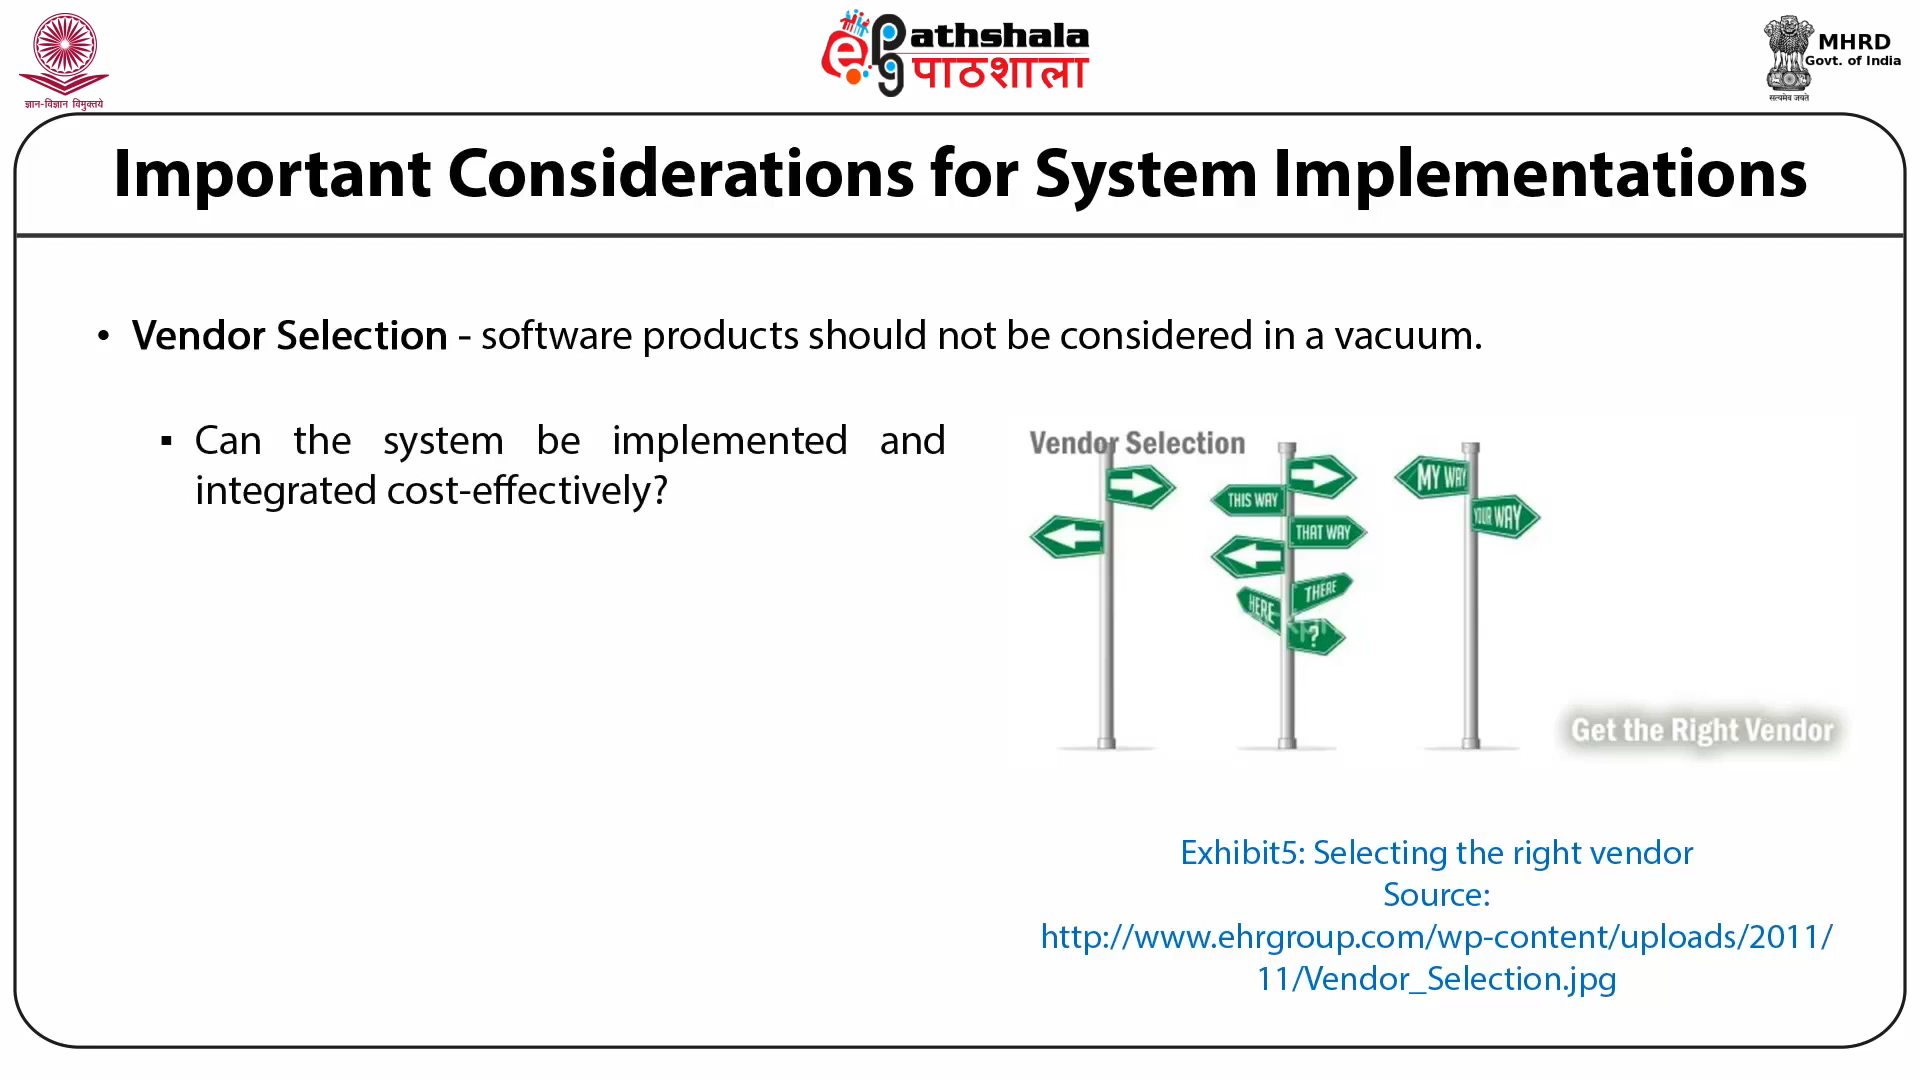 ज्ञान-विज्ञान विमुक्तये
e Pg athshala
पाठशाला
MHRD
Govt. of India
सत्यमेव जयते
Important Considerations for System Implementations
• Vendor Selection - software products should not be considered in a vacuum.
▪ Can the system be implemented and
integrated cost-effectively?
Vendor Selection
THIS WAY
THAT WAY
HERE
THERE
?
MY WAY
YOUR WAY
Get the Right Vendor
Exhibit5: Selecting the right vendor
Source:
http://www.ehrgroup.com/wp-content/uploads/2011/
11/Vendor_Selection.jpg